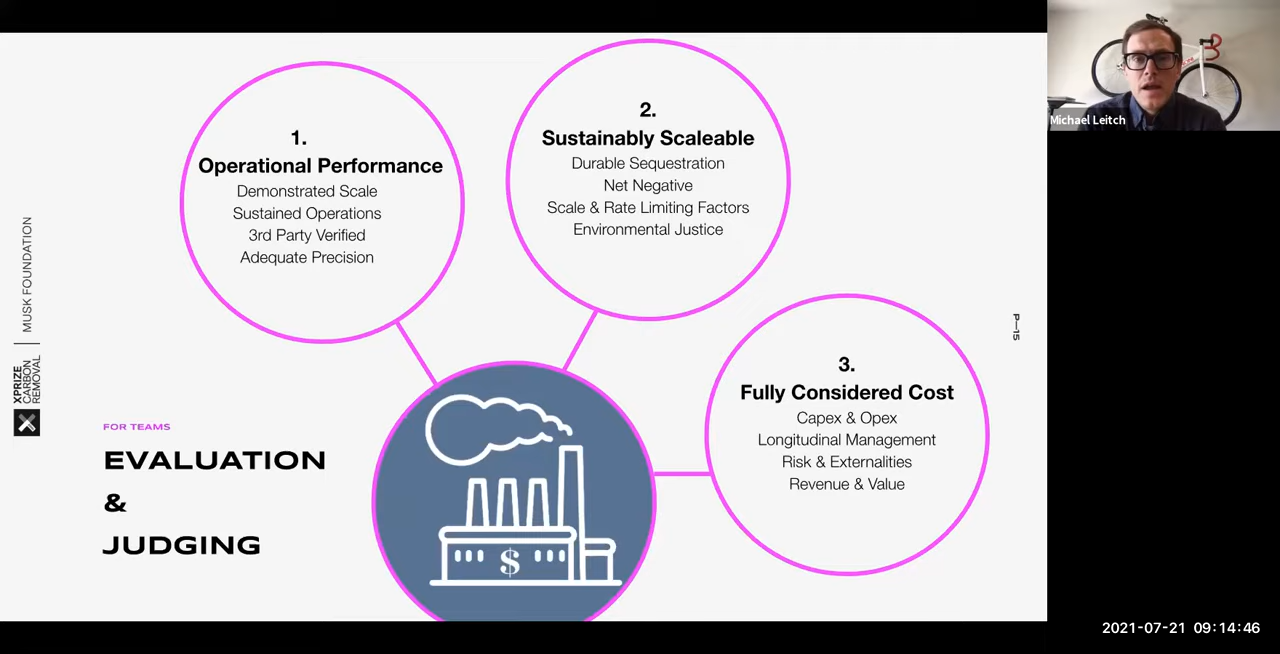 1.
Operational Performance
Demonstrated Scale
Sustained Operations
3rd Party Verified
Adequate Precision
2.
Sustainably Scaleable
Durable Sequestration
Net Negative
Scale & Rate Limiting Factors
Environmental Justice
3.
Fully Considered Cost
Capex & Opex
Longitudinal Management
Risk & Externalities
Revenue & Value
$
FOR TEAMS
EVALUATION
&
JUDGING
XPRIZE
CARBON
REMOVAL
MUSK FOUNDATION
P—15
Michael Leitch
2021-07-21 09:14:46